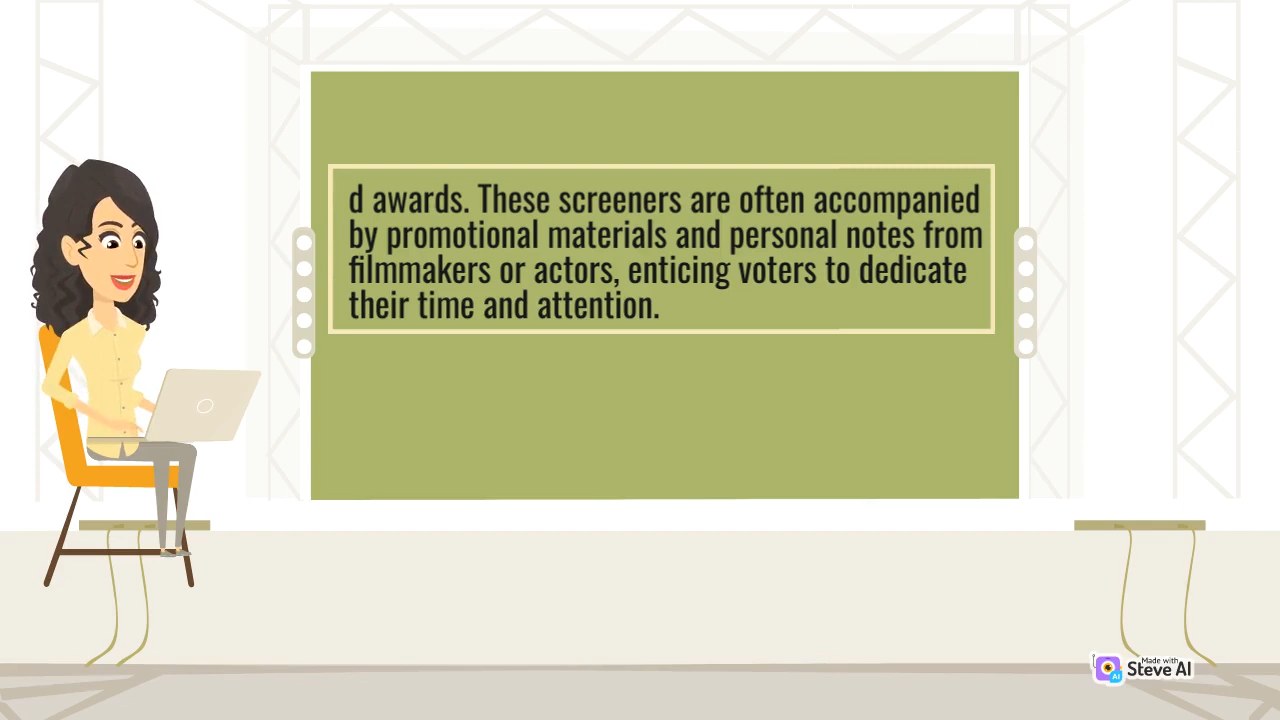 d awards. These screeners are often accompanied
by promotional materials and personal notes from
filmmakers or actors, enticing voters to dedicate
their time and attention.
Made with
Steve AI
AI